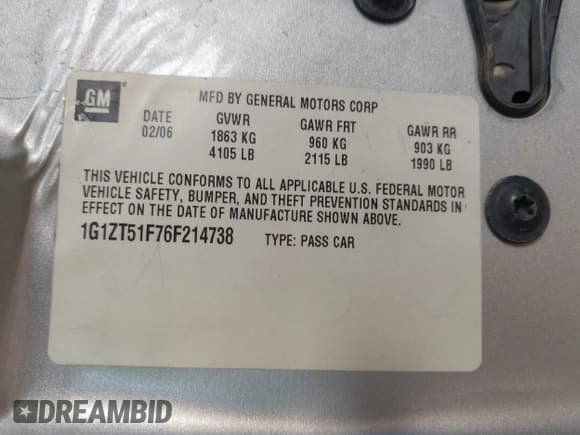 GM
MFD BY GENERAL MOTORS CORP
DATE GVWR GAWR FRT GAWR RR
02/06 1863 KG 960 KG 903 KG
4105 LB 2115 LB 1990 LB
THIS VEHICLE CONFORMS TO ALL APPLICABLE U.S. FEDERAL MOTOR
VEHICLE SAFETY, BUMPER, AND THEFT PREVENTION STANDARDS IN
EFFECT ON THE DATE OF MANUFACTURE SHOWN ABOVE.
1G1ZT51F76F214738 TYPE: PASS CAR
DREAMBID